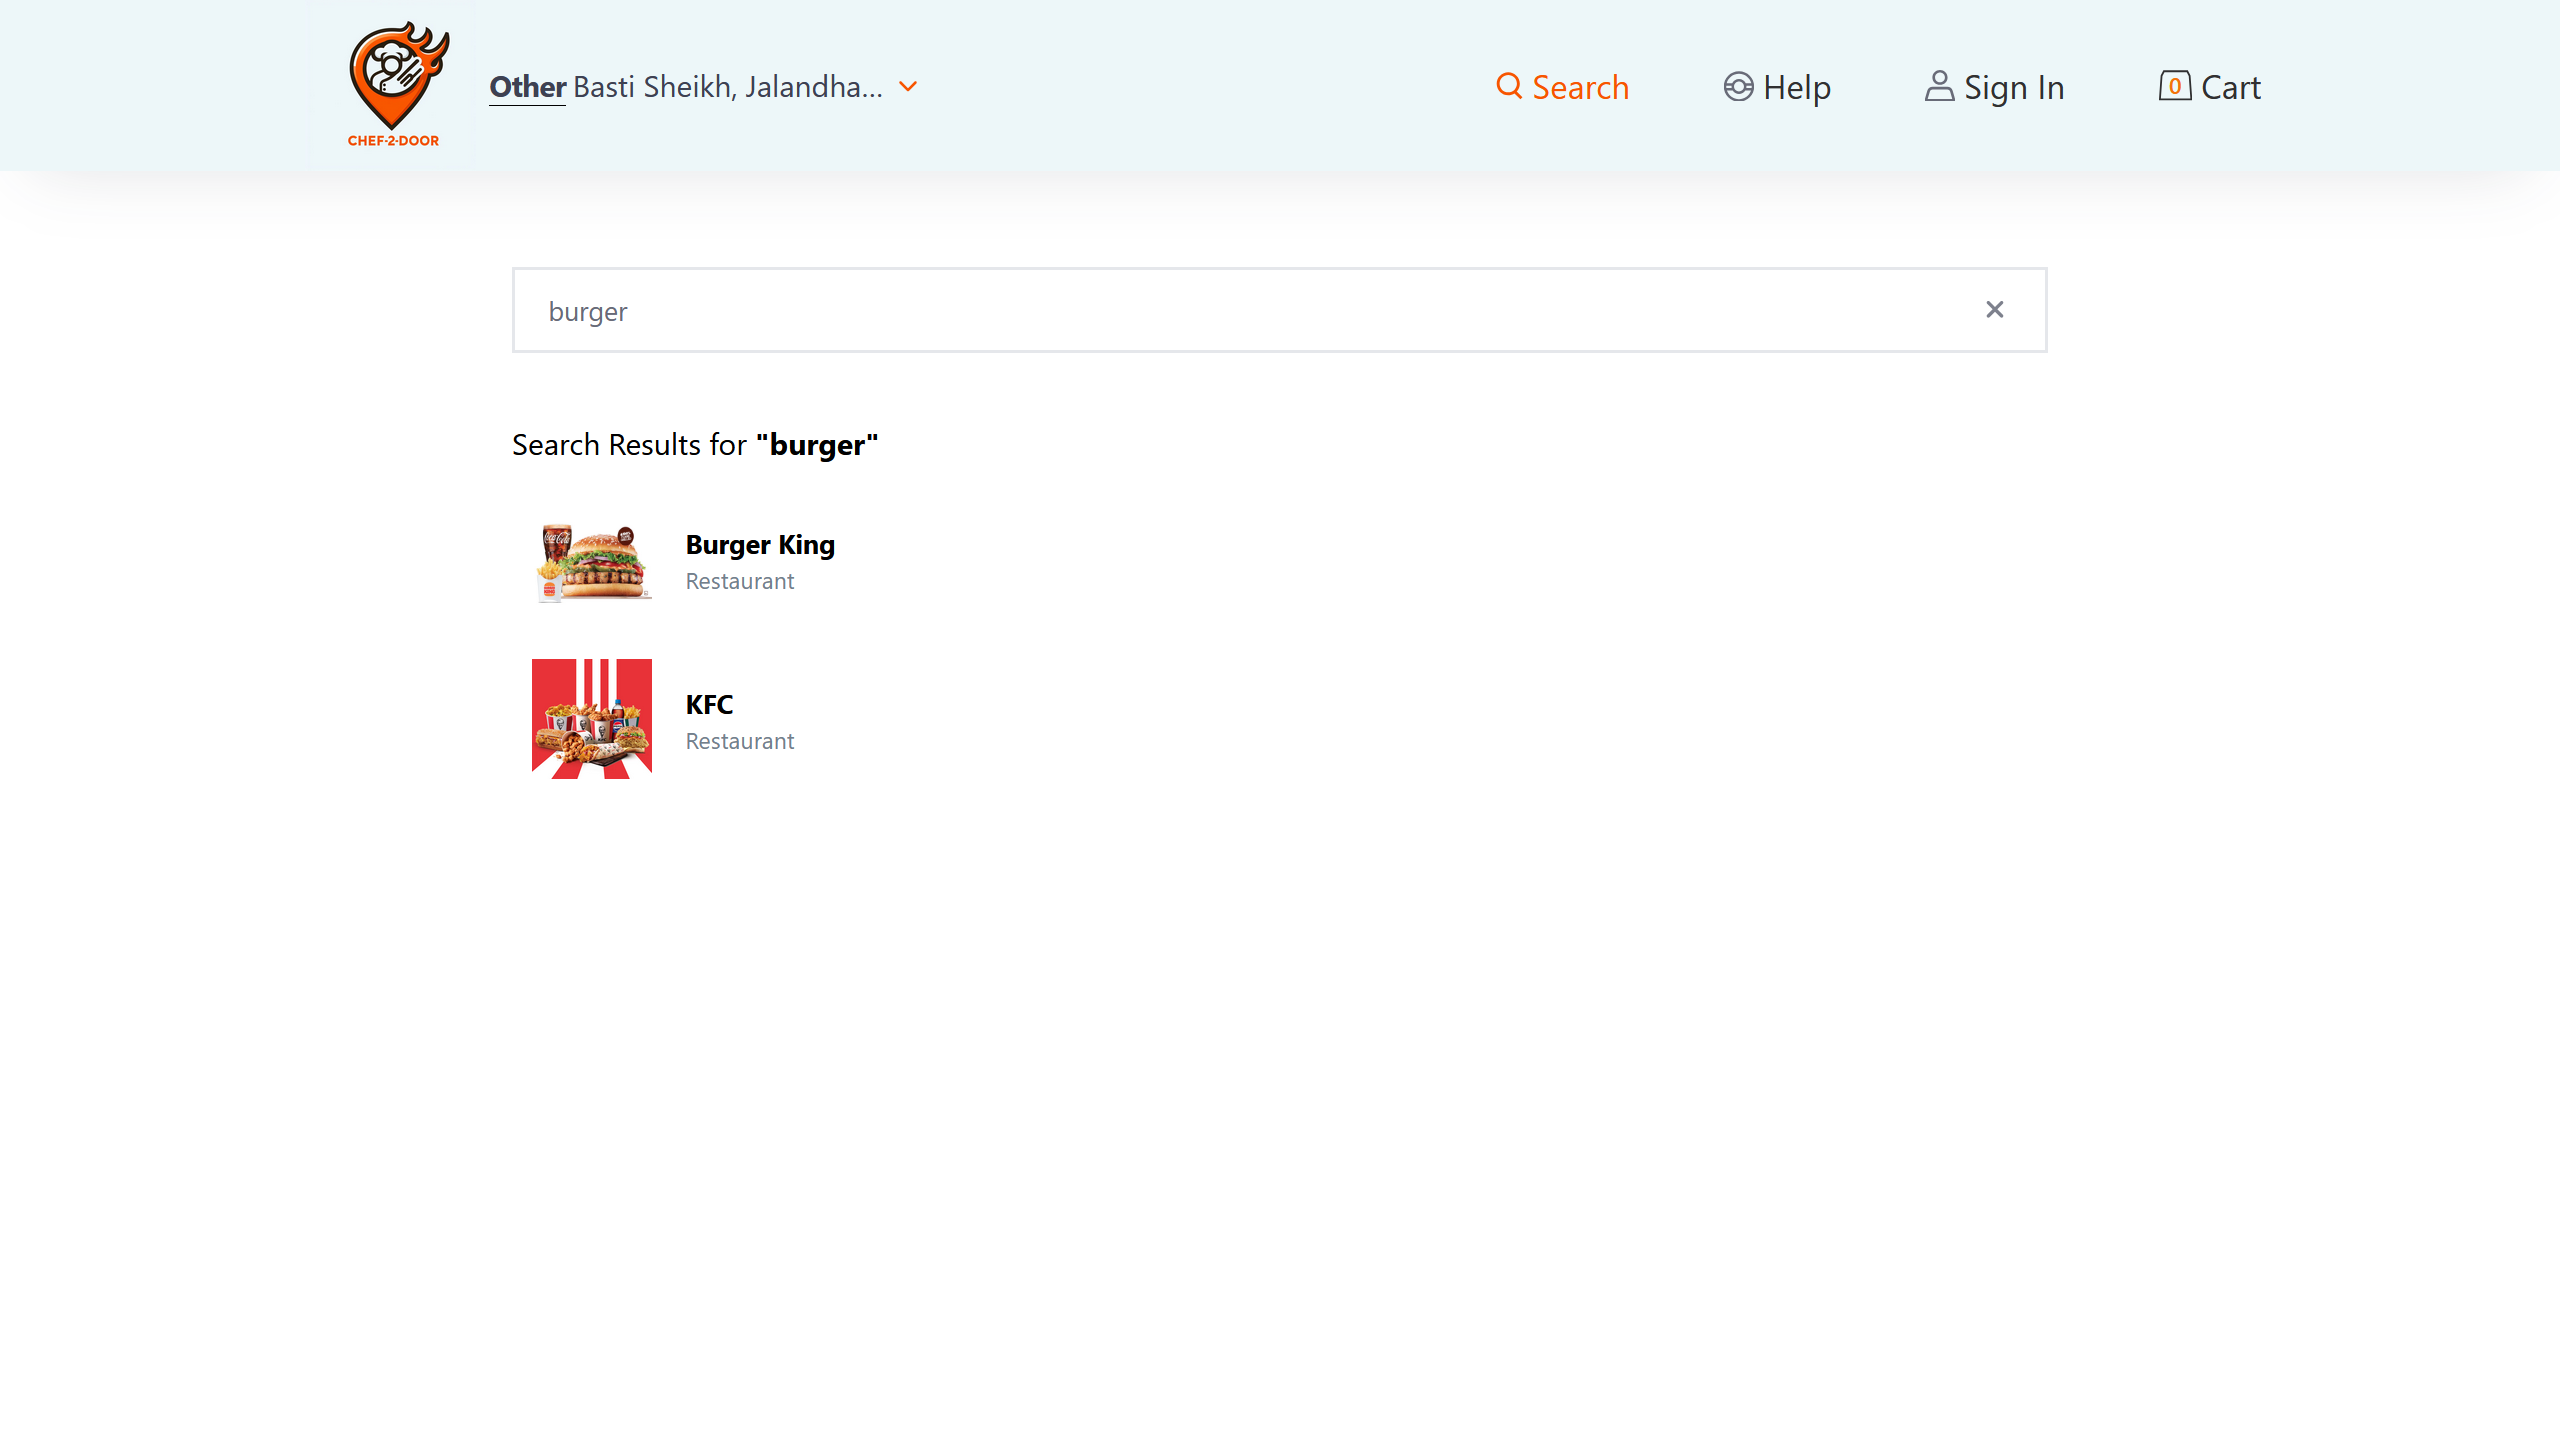 CHEF-2-DOOR
Other Basti Sheikh, Jalandha...
Search
Help
Sign In
0 Cart
burger
Search Results for "burger"
Burger King
Restaurant
KFC
Restaurant